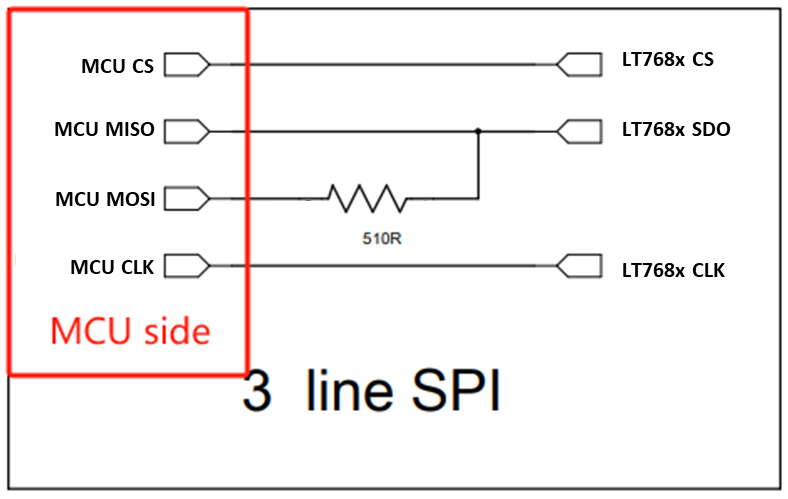 MCU CS
LT768x CS
MCU MISO
LT768x SDO
MCU MOSI
510R
MCU CLK
LT768x CLK
MCU side
3 line SPI